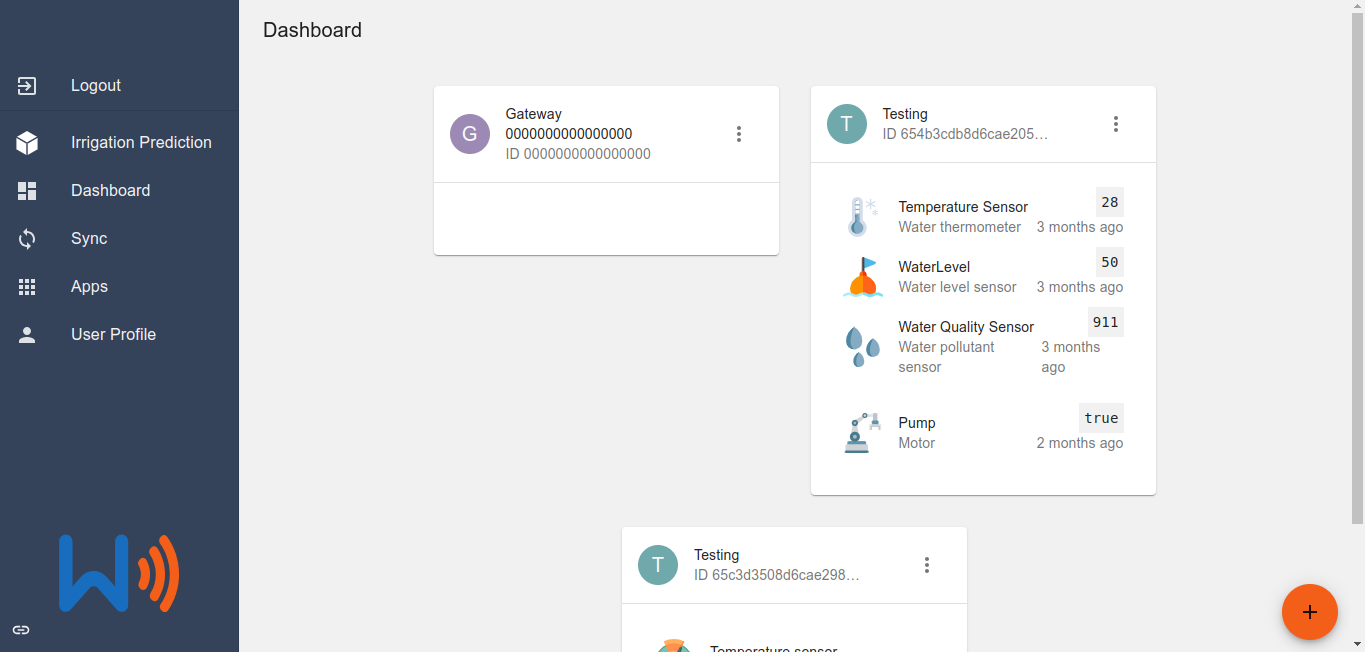 Dashboard
Logout
Irrigation Prediction
Dashboard
Sync
Apps
User Profile
G
Gateway
0000000000000000
ID 0000000000000000
T
Testing
ID 654b3cdb8d6cae205…
Temperature Sensor
28
Water thermometer 3 months ago
WaterLevel
50
Water level sensor 3 months ago
Water Quality Sensor
911
Water pollutant sensor
3 months ago
Pump
true
Motor 2 months ago
T
Testing
ID 65c3d3508d6cae298…
Temperature sensor